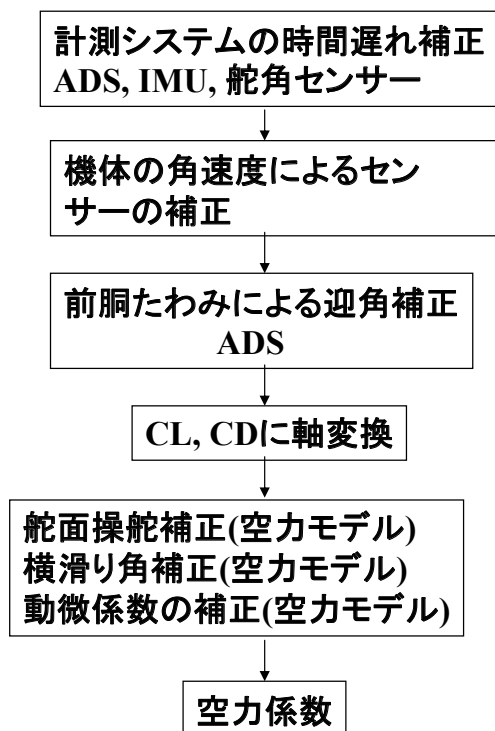 計測システムの時間遅れ補正
ADS, IMU, 舵角センサー
機体の角速度によるセン
サーの補正
前胴たわみによる迎角補正
ADS
CL, CDに軸変換
舵面操舵補正(空力モデル)
横滑り角補正(空力モデル)
動微係数の補正(空力モデル)
空力係数